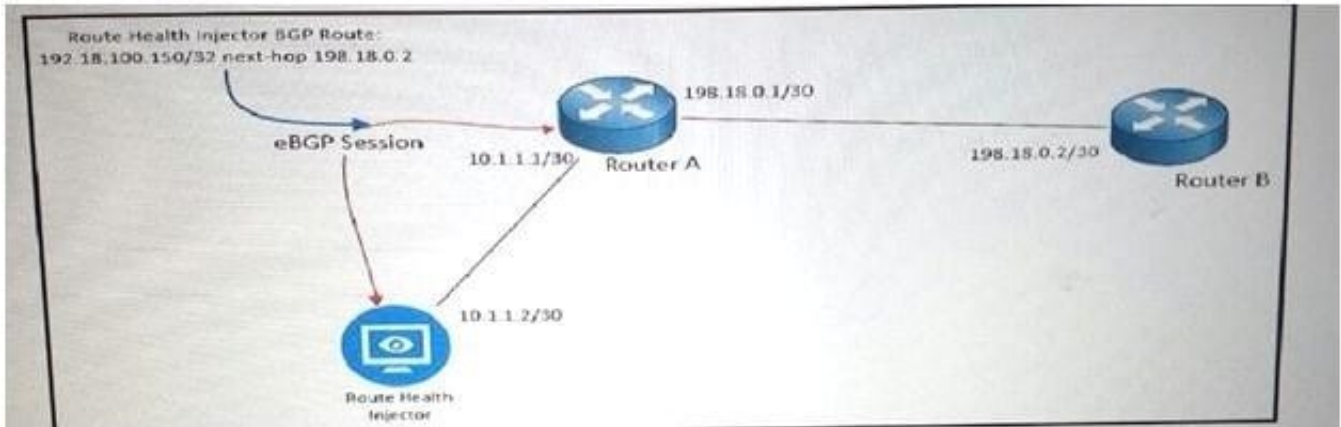 Route Health Injector BGP Route:
192.18.100.150/32 next-hop 198.18.0.2
eBGP Session
198.18.0.1/30
10.1.1.1/30
Router A
198.18.0.2/30
Router B
10.1.1.2/30
Route Health
Injector